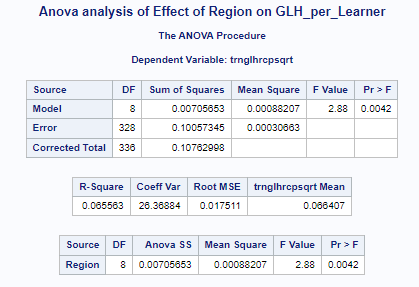 Anova analysis of Effect of Region on GLH_per_Learner
The ANOVA Procedure
Dependent Variable: trnglhrcpsqrt
Source DF Sum of Squares Mean Square F Value Pr > F
Model 8 0.00705653 0.00088207 2.88 0.0042
Error 328 0.10057345 0.00030663
Corrected Total 336 0.10762998
R-Square Coeff Var Root MSE trnglhrcpsqrt Mean
0.065563 26.36884 0.017511 0.066407
Source DF Anova SS Mean Square F Value Pr > F
Region 8 0.00705653 0.00088207 2.88 0.0042